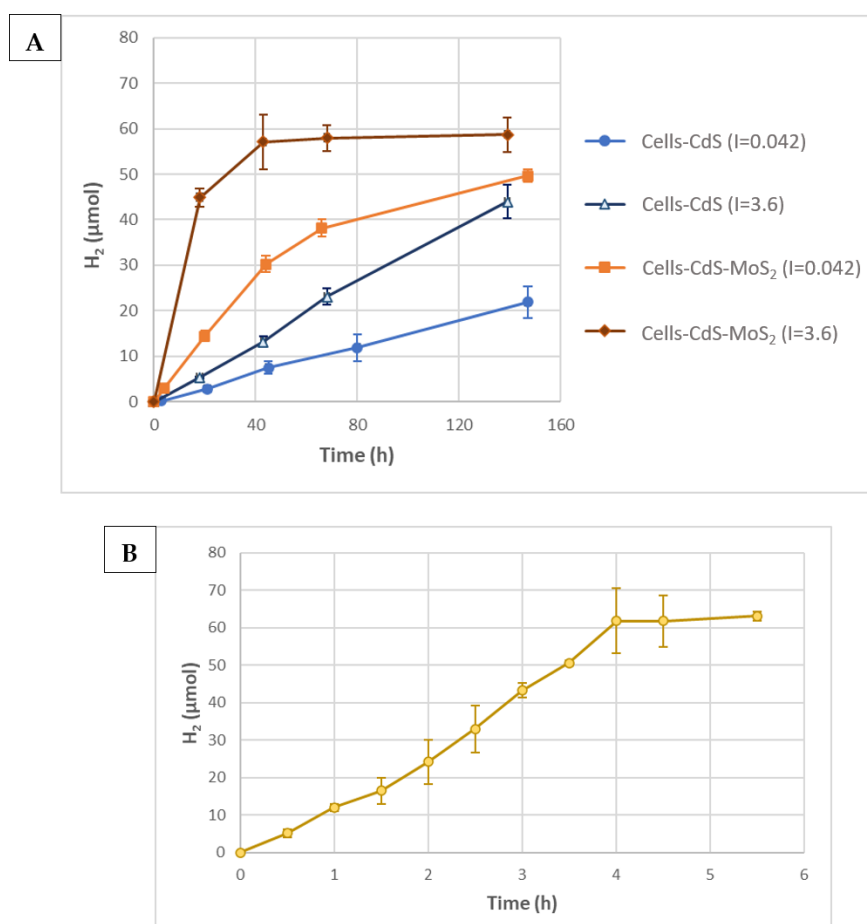 A
80
70
60
50
40
30
20
10
0
H₂ (μmol)
0 40 80 120 160
Time (h)
Cells-CdS (I=0.042)
Cells-CdS (I=3.6)
Cells-CdS-MoS₂ (I=0.042)
Cells-CdS-MoS₂ (I=3.6)
B
80
70
60
50
40
30
20
10
0
H₂ (μmol)
0 1 2 3 4 5 6
Time (h)